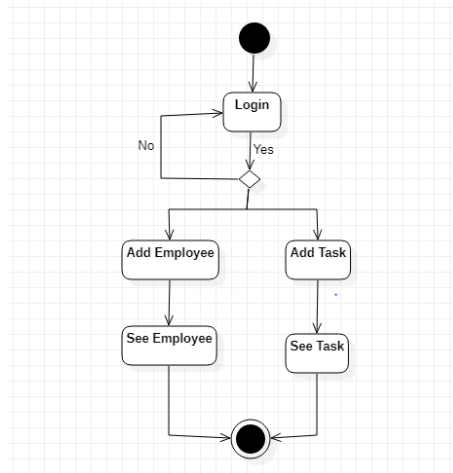 Login
No
Yes
Add Employee
Add Task
See Employee
See Task